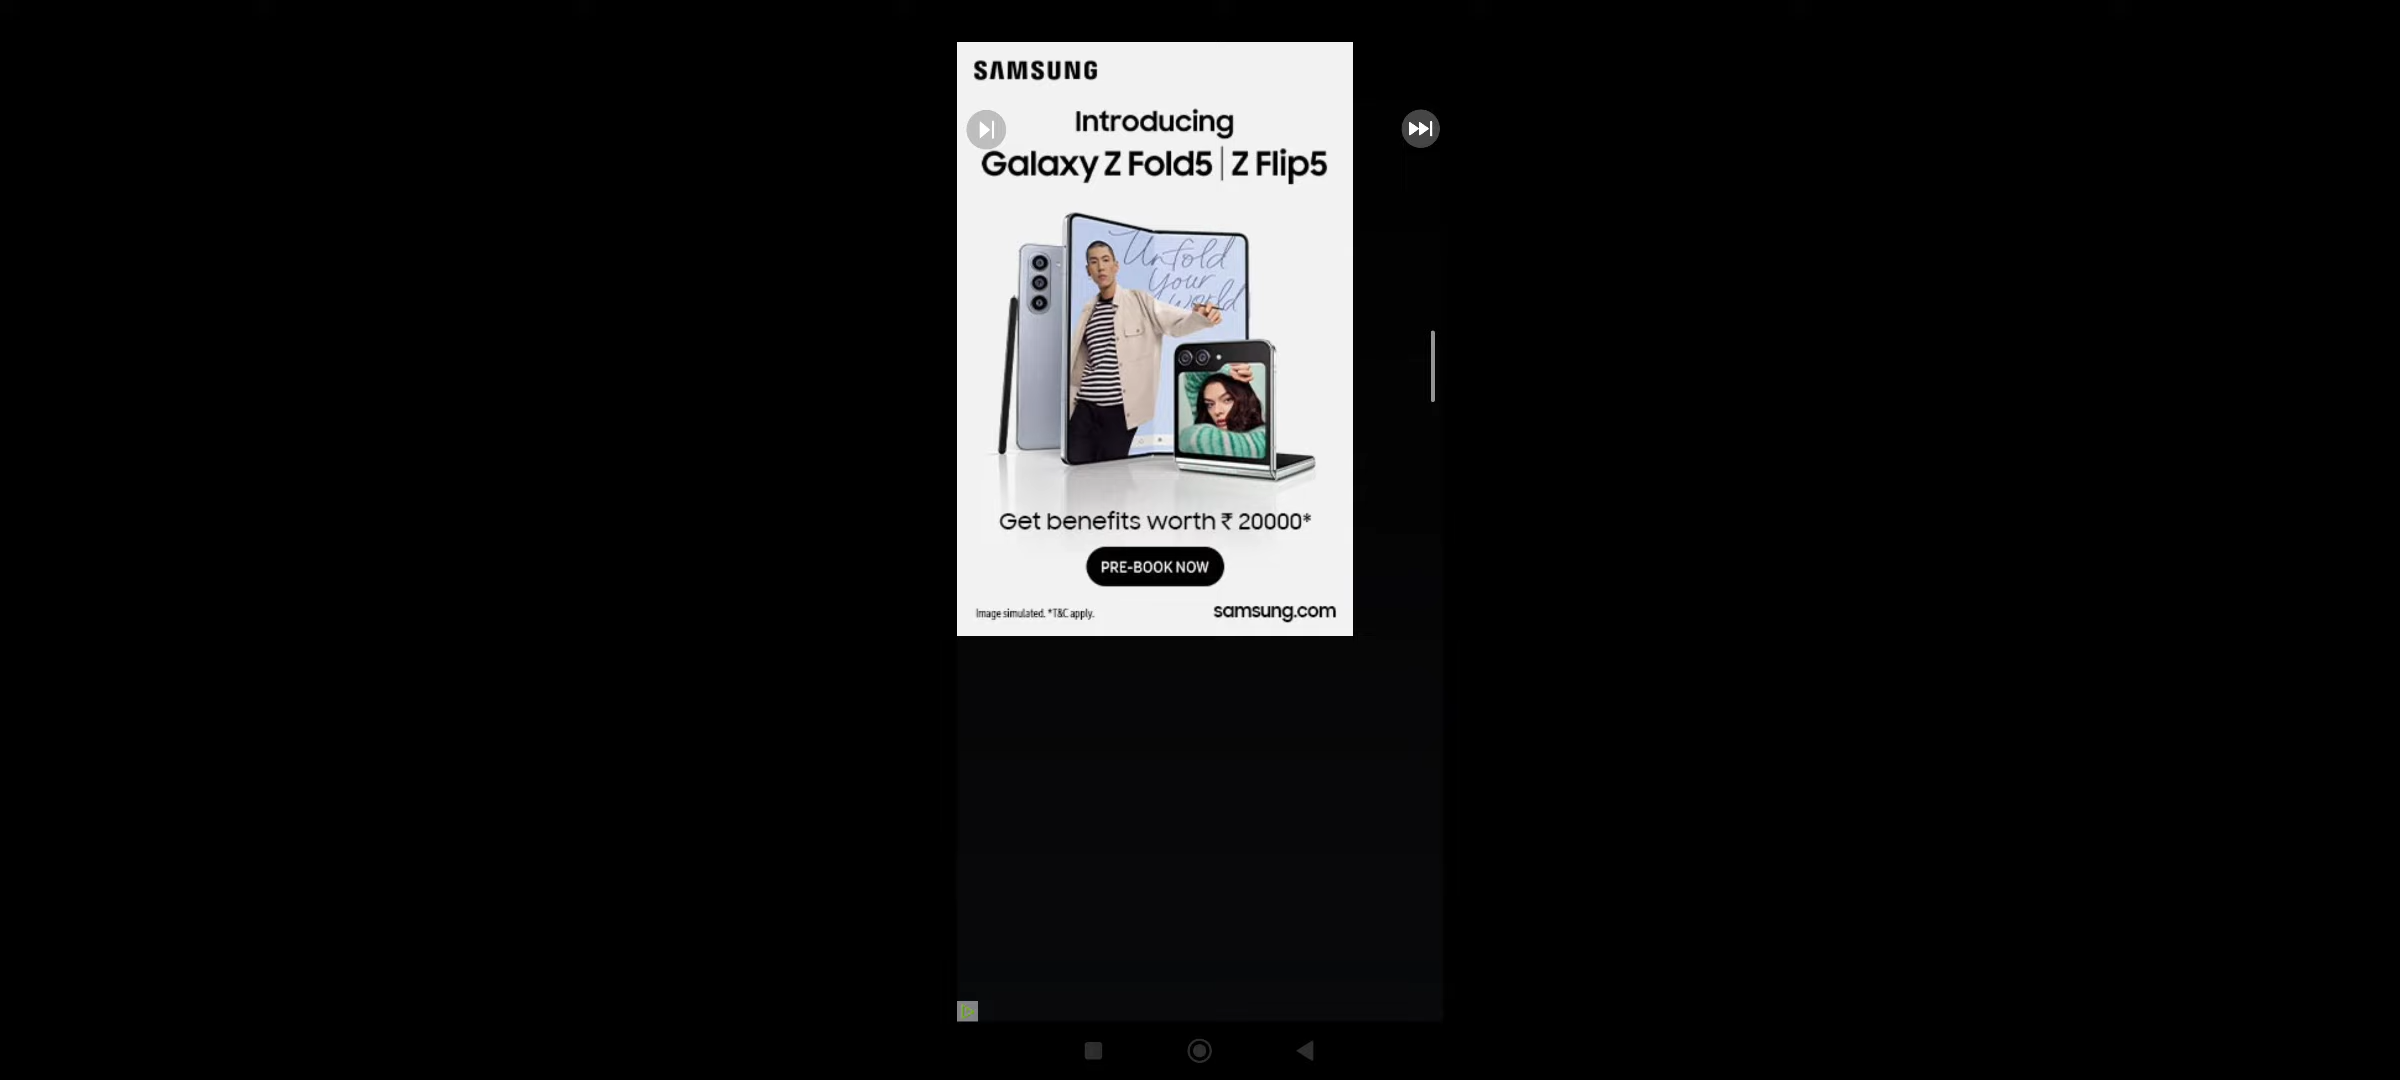 SAMSUNG
Introducing
Galaxy Z Fold5 | Z Flip5
Unfold
Your
world
Get benefits worth ₹ 20000*
PRE-BOOK NOW
Image simulated. *T&C apply.
samsung.com